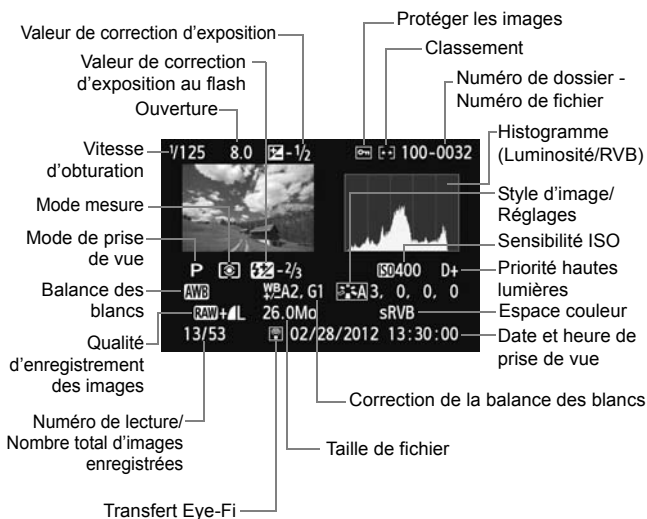 Valeur de correction d'exposition
Valeur de correction
d'exposition au flash
Ouverture
Vitesse
d'obturation
Mode mesure
Mode de prise
de vue
Balance des
blancs
Qualité
d'enregistrement
des images
Numéro de lecture/
Nombre total d'images
enregistrées
Transfert Eye-Fi
Protéger les images
Classement
Numéro de dossier -
Numéro de fichier
Histogramme
(Luminosité/RVB)
Style d'image/
Réglages
Sensibilité ISO
Priorité hautes
lumières
Espace couleur
Date et heure de
prise de vue
Correction de la balance des blancs
Taille de fichier
1/125 8.0 -1/2 100-0032
P -2/3 ISO400 D+
AWB WB A2, G1 A 3, 0, 0, 0
RAW+L 26.0Mo sRVB
13/53 02/28/2012 13:30:00